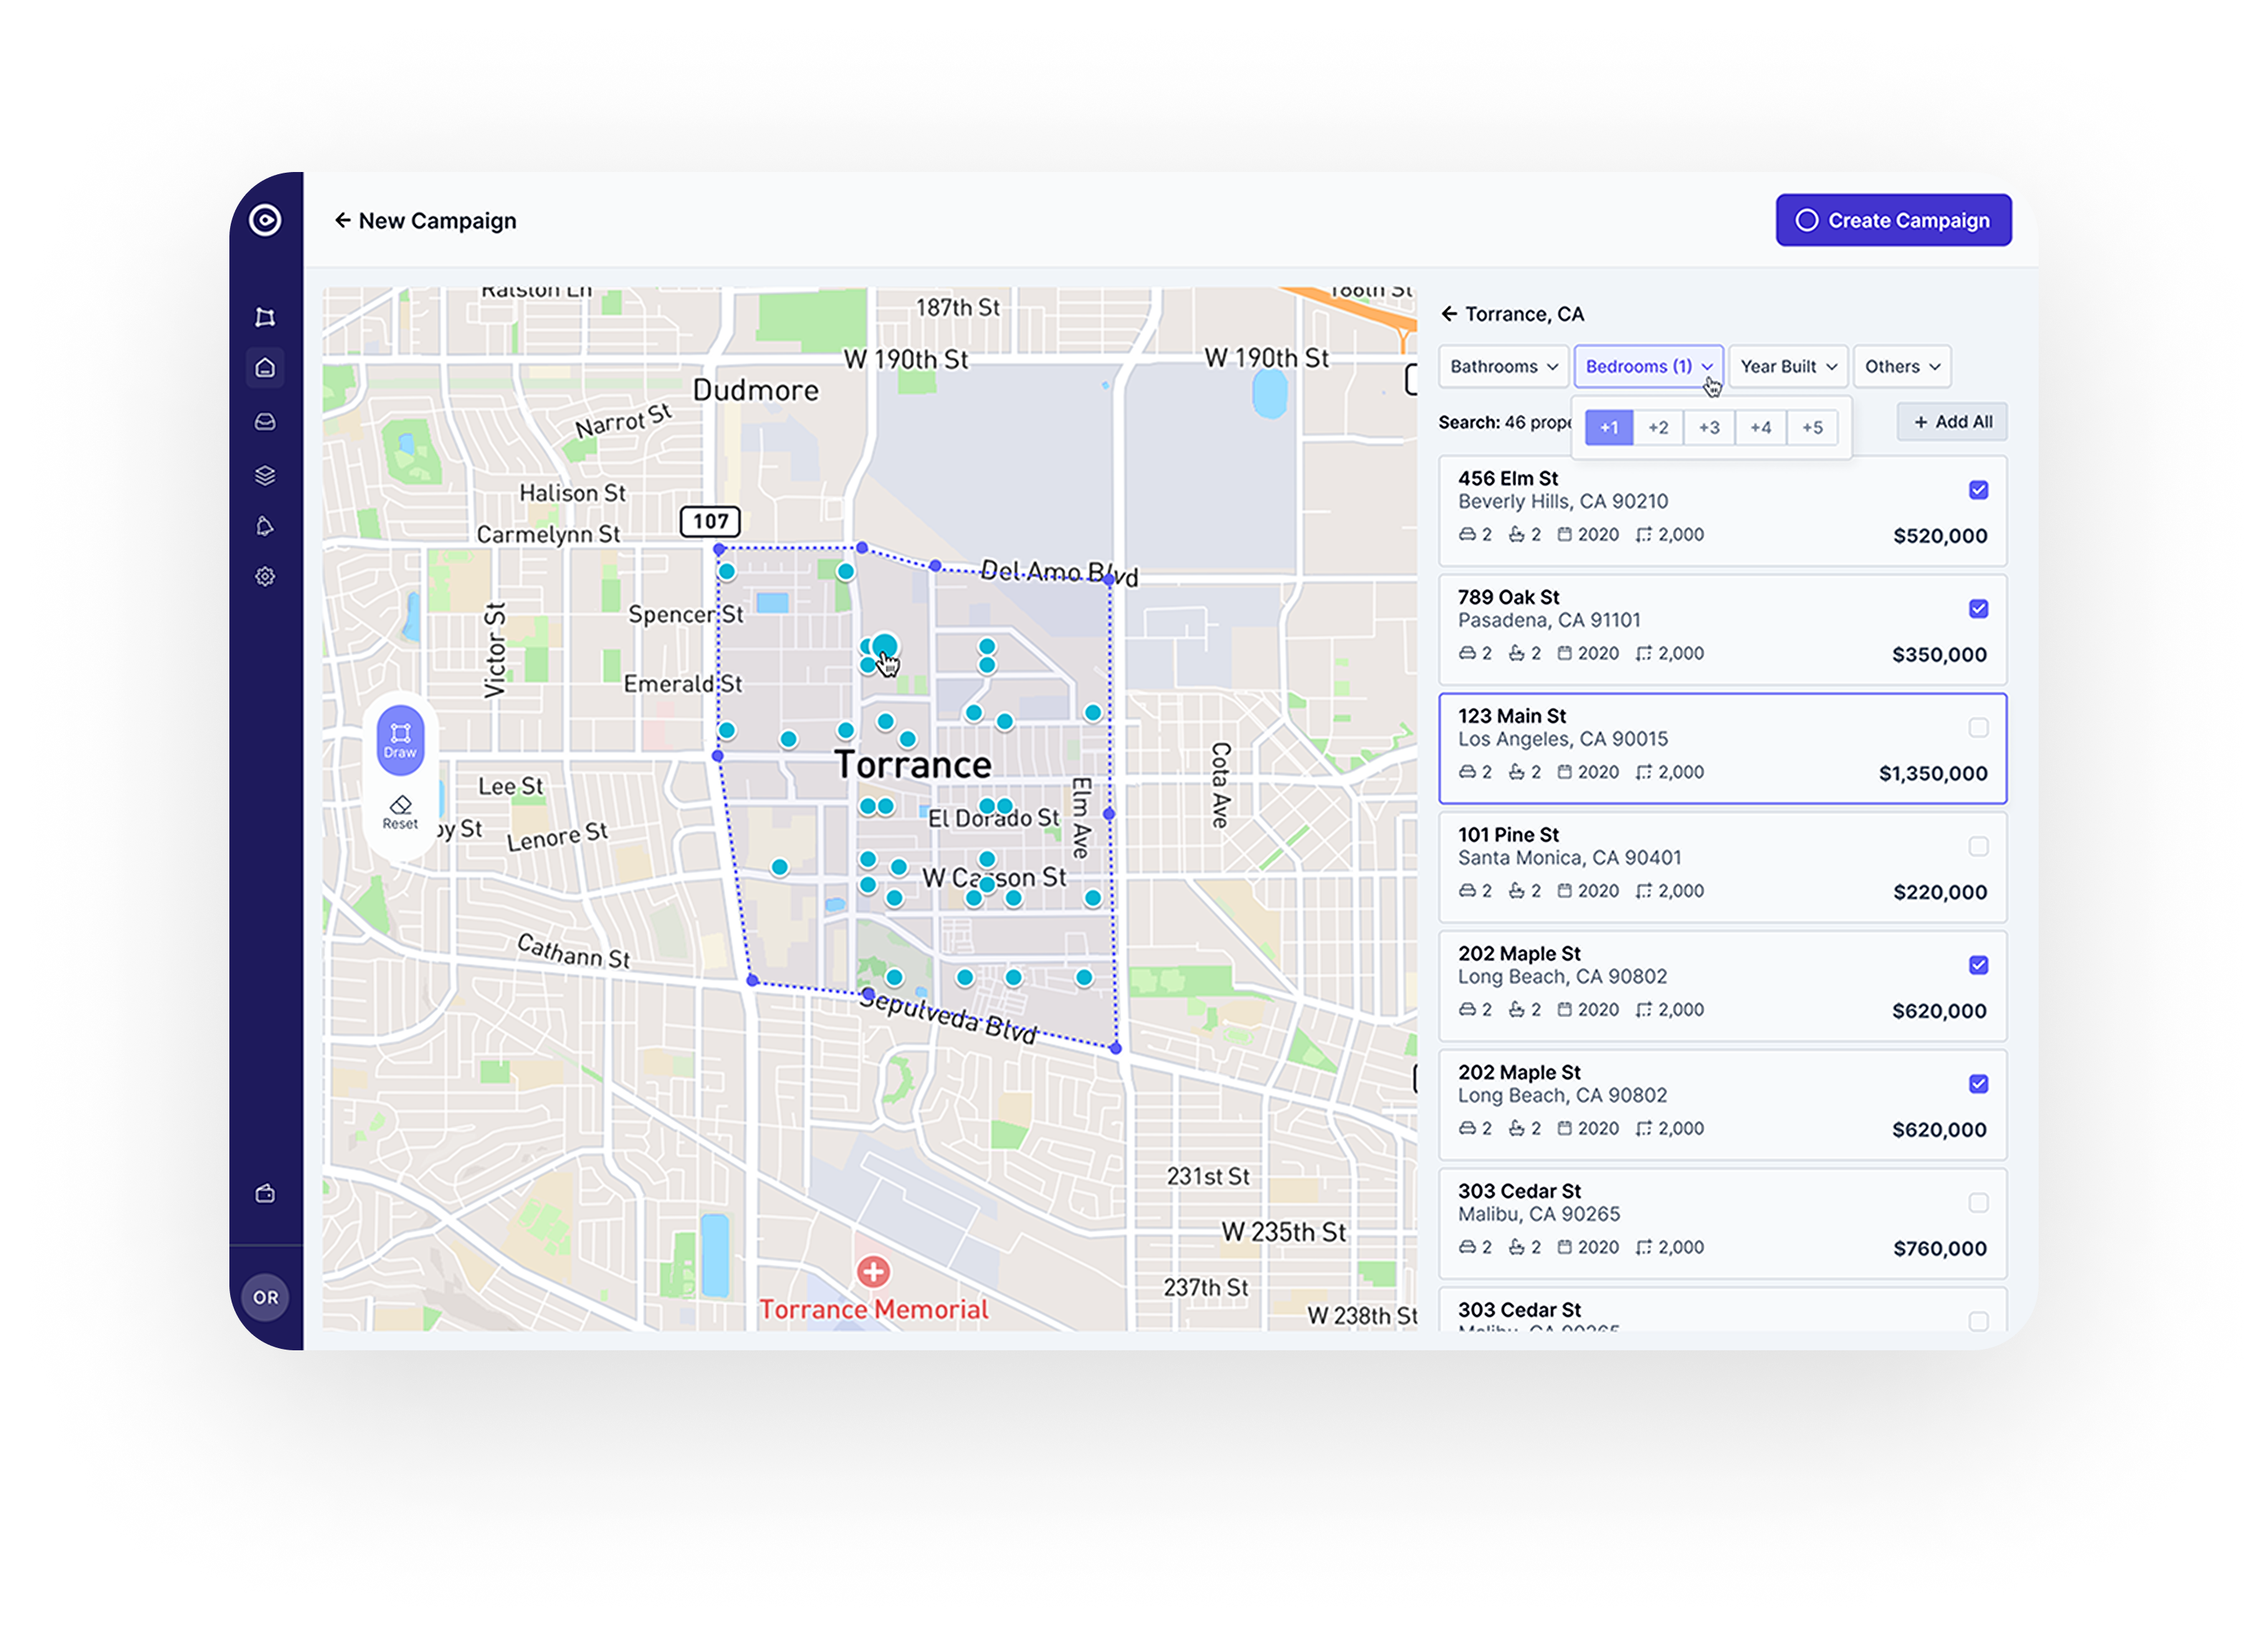 New Campaign
Create Campaign
Ralston Ln
187th St
186th St
W 190th St
W 190th St
Dudmore
Narrot St
Halison St
107
Carmelynn St
Del Amo Blvd
Spencer St
Victor St
Emerald St
Draw
Torrance
Cota Ave
Lee St
Elm Ave
Reset
El Dorado St
by St
Lenore St
W Carson St
Cathann St
Sepulveda Blvd
231st St
W 235th St
237th St
Torrance Memorial
W 238th St
OR
Torrance, CA
Bathrooms
Bedrooms (1)
Year Built
Others
Search: 46 prope
+1 +2 +3 +4 +5
+ Add All
456 Elm St
Beverly Hills, CA 90210
2 2 2020 2,000
$520,000
789 Oak St
Pasadena, CA 91101
2 2 2020 2,000
$350,000
123 Main St
Los Angeles, CA 90015
2 2 2020 2,000
$1,350,000
101 Pine St
Santa Monica, CA 90401
2 2 2020 2,000
$220,000
202 Maple St
Long Beach, CA 90802
2 2 2020 2,000
$620,000
202 Maple St
Long Beach, CA 90802
2 2 2020 2,000
$620,000
303 Cedar St
Malibu, CA 90265
2 2 2020 2,000
$760,000
303 Cedar St
Malibu, CA 90265